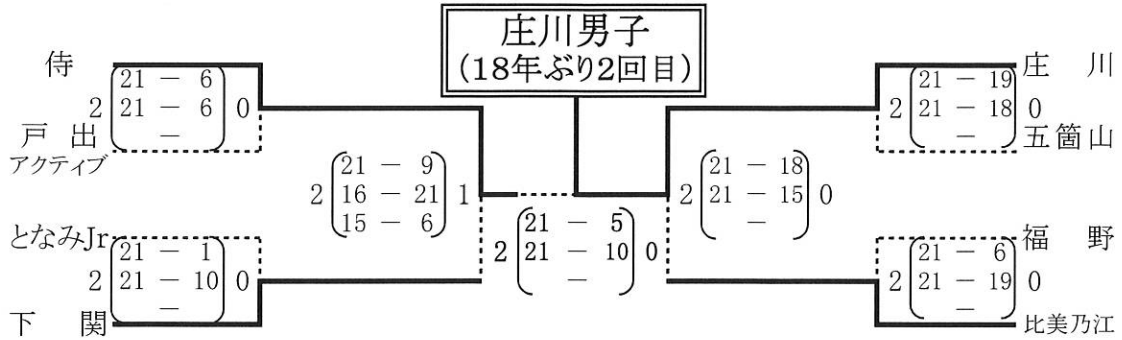 庄川男子
(18年ぶり2回目)
侍
21 － 6
2 21 － 6 0
－
戸出
アクティブ
21 － 9
2 16 － 21 1
15 － 6
となみJr
21 － 1
2 21 － 10 0
－
下関
21 － 5
2 21 － 10 0
－
庄川
21 － 19
2 21 － 18 0
－
五箇山
21 － 18
2 21 － 15 0
－
福野
21 － 6
2 21 － 19 0
－
比美乃江